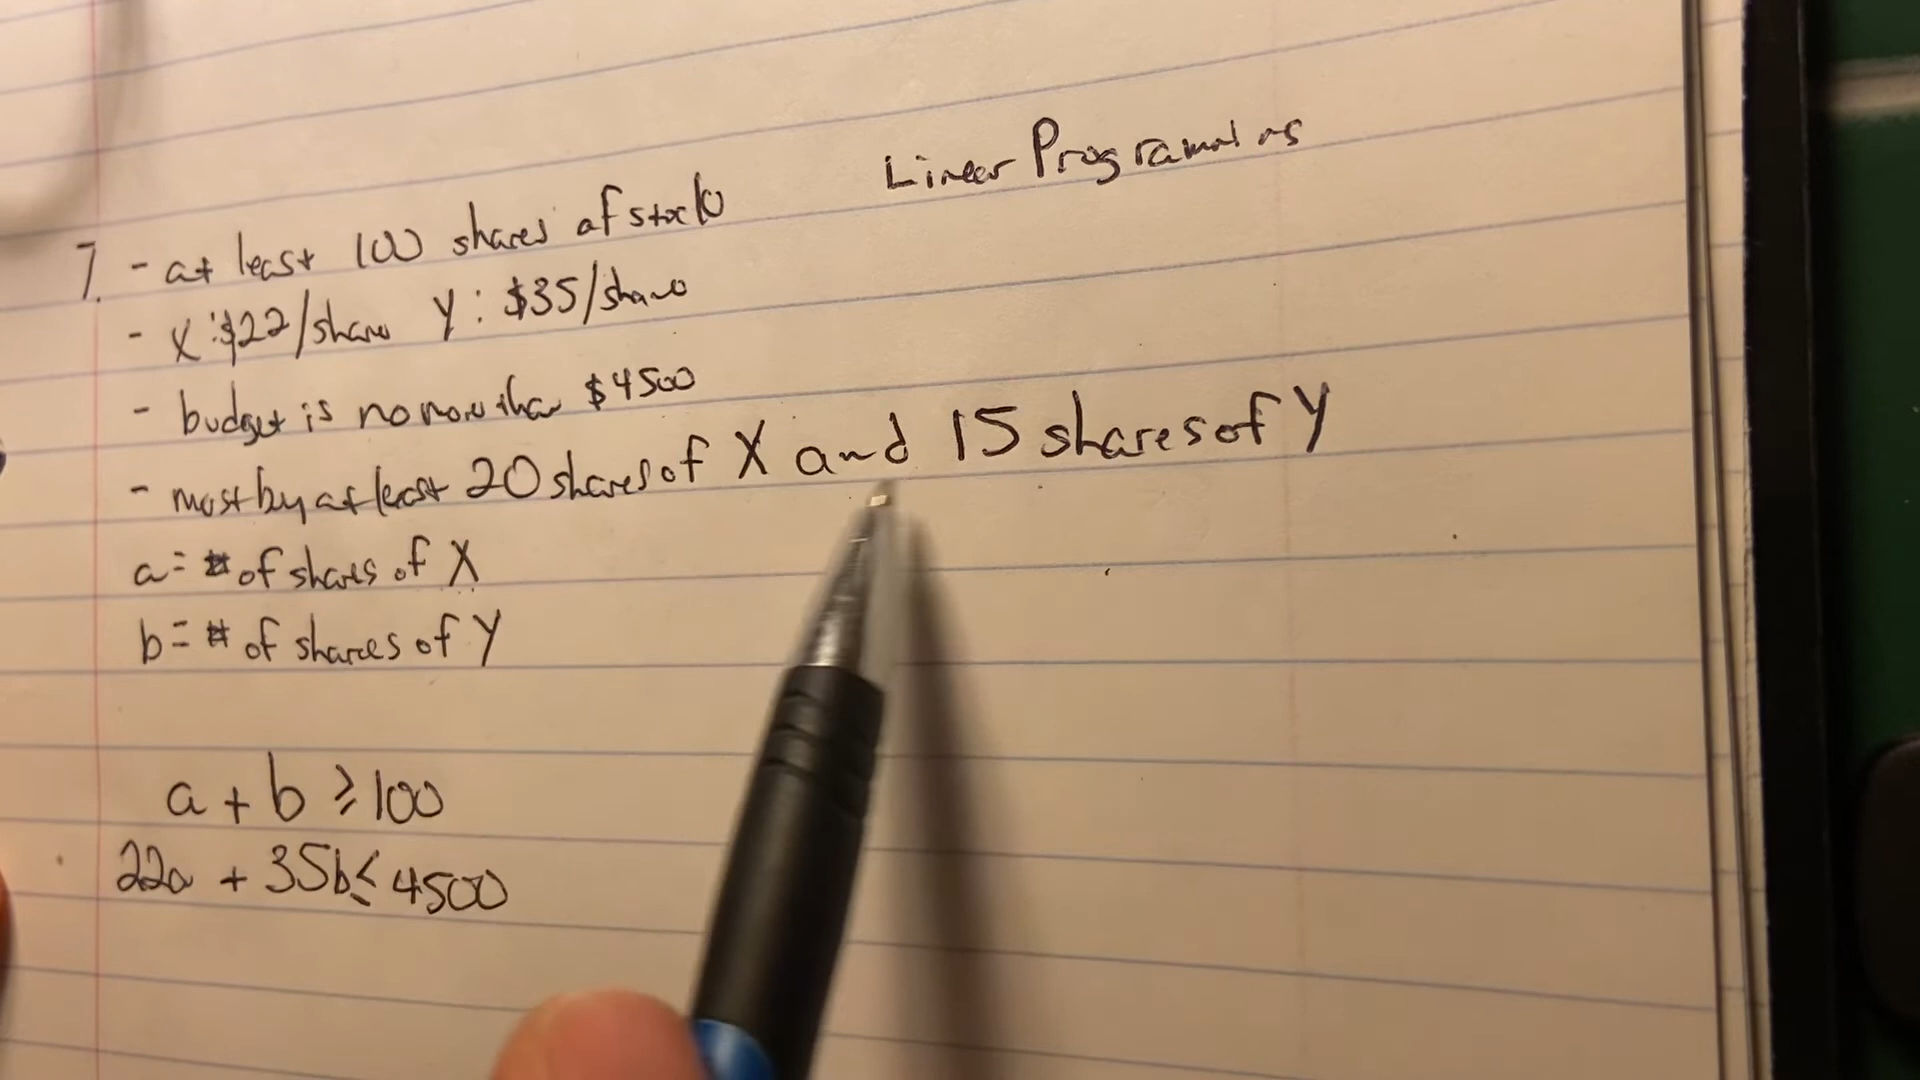 Linear Programming
7. - at least 100 shares of stock
- X: $22/share Y: $35/share
- budget is no more than $4500
- must by at least 20 shares of X and 15 shares of Y
a = # of shares of X
b = # of shares of Y
a + b ≥ 100
22a + 35b ≤ 4500